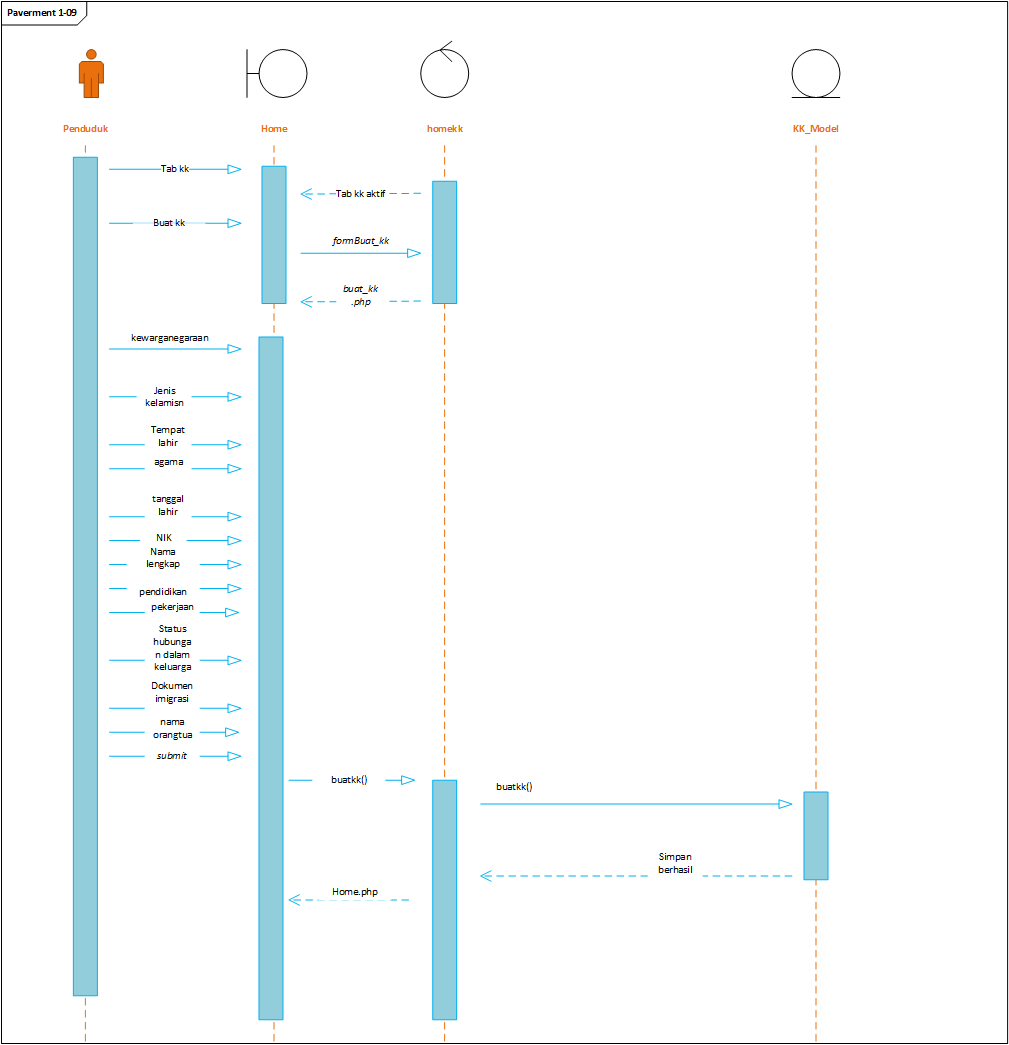 Paverment 1-09
Penduduk
Home
homekk
KK_Model
Tab kk
Tab kk aktif
Buat kk
formBuat_kk
buat_kk
.php
kewarganegaraan
Jenis
kelamisn
Tempat
lahir
agama
tanggal
lahir
NIK
Nama
lengkap
pendidikan
pekerjaan
Status
hubunga
n dalam
keluarga
Dokumen
imigrasi
nama
orangtua
submit
buatkk()
buatkk()
Simpan
berhasil
Home.php